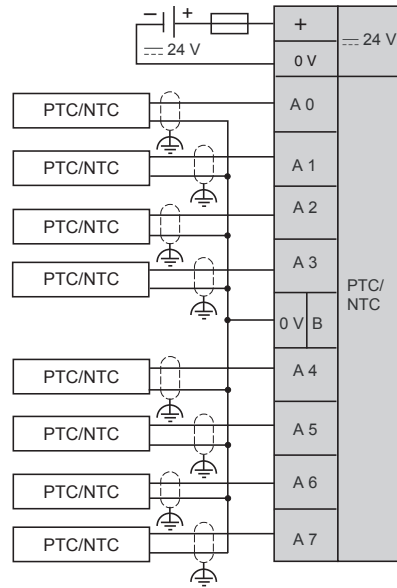 − +
⎓ 24 V
+
⎓ 24 V
0 V
PTC/NTC
A 0
PTC/NTC
A 1
PTC/NTC
A 2
PTC/NTC
A 3
PTC/
NTC
0 V B
PTC/NTC
A 4
PTC/NTC
A 5
PTC/NTC
A 6
PTC/NTC
A 7